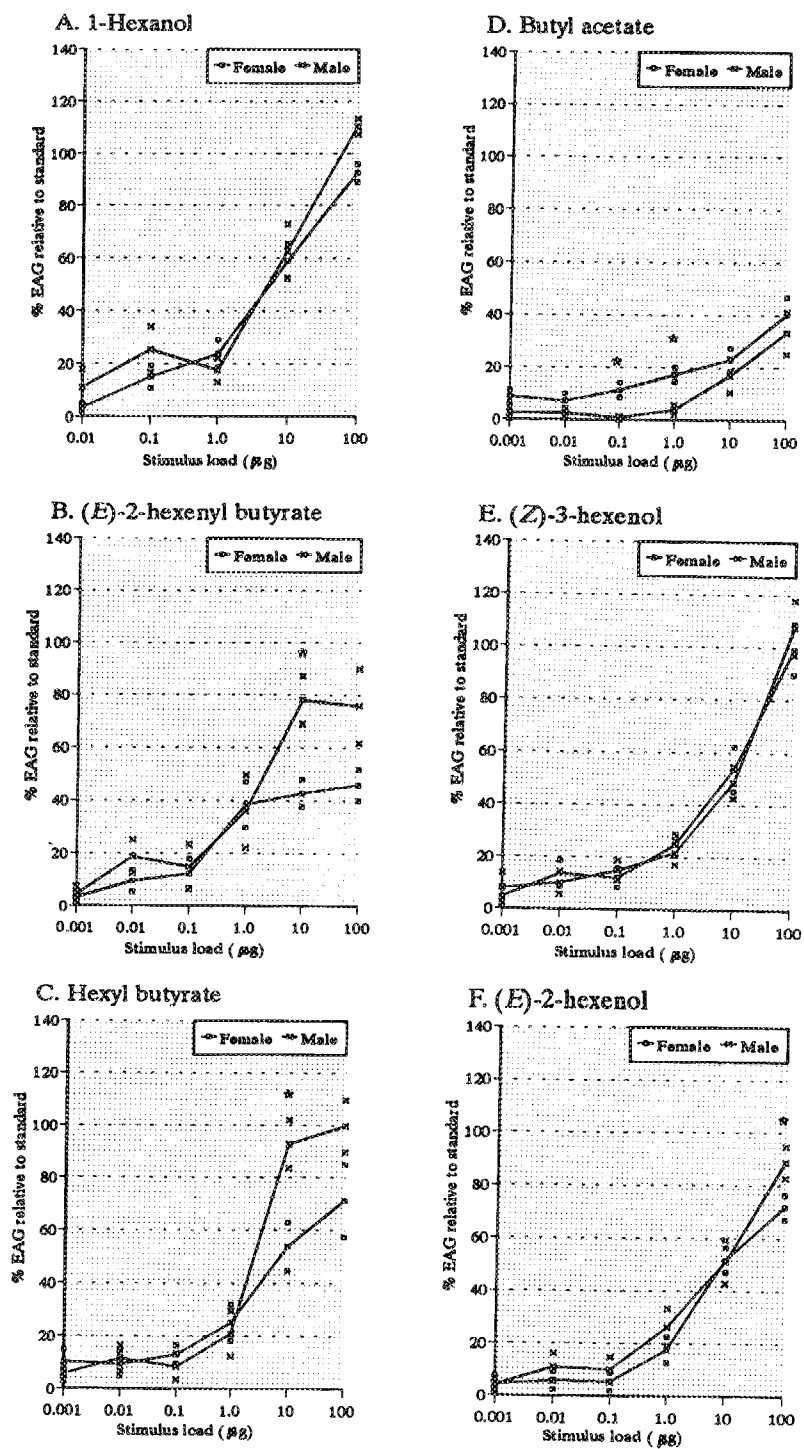 A. 1-Hexanol
Female Male
% EAG relative to standard
140
120
100
80
60
40
20
0
0.01 0.1 1.0 10 100
Stimulus load ( µg)
D. Butyl acetate
Female Male
% EAG relative to standard
140
120
100
80
60
40
20
0
0.001 0.01 0.1 1.0 10 100
Stimulus load ( µg)
B. (E)-2-hexenyl butyrate
Female Male
% EAG relative to standard
140
120
100
80
60
40
20
0
0.001 0.01 0.1 1.0 10 100
Stimulus load ( µg)
E. (Z)-3-hexenol
Female Male
% EAG relative to standard
140
120
100
80
60
40
20
0
0.001 0.01 0.1 1.0 10 100
Stimulus load ( µg)
C. Hexyl butyrate
Female Male
% EAG relative to standard
140
120
100
80
60
40
20
0
0.001 0.01 0.1 1.0 10 100
Stimulus load ( µg)
F. (E)-2-hexenol
Female Male
% EAG relative to standard
140
120
100
80
60
40
20
0
0.001 0.01 0.1 1.0 10 100
Stimulus load ( µg)